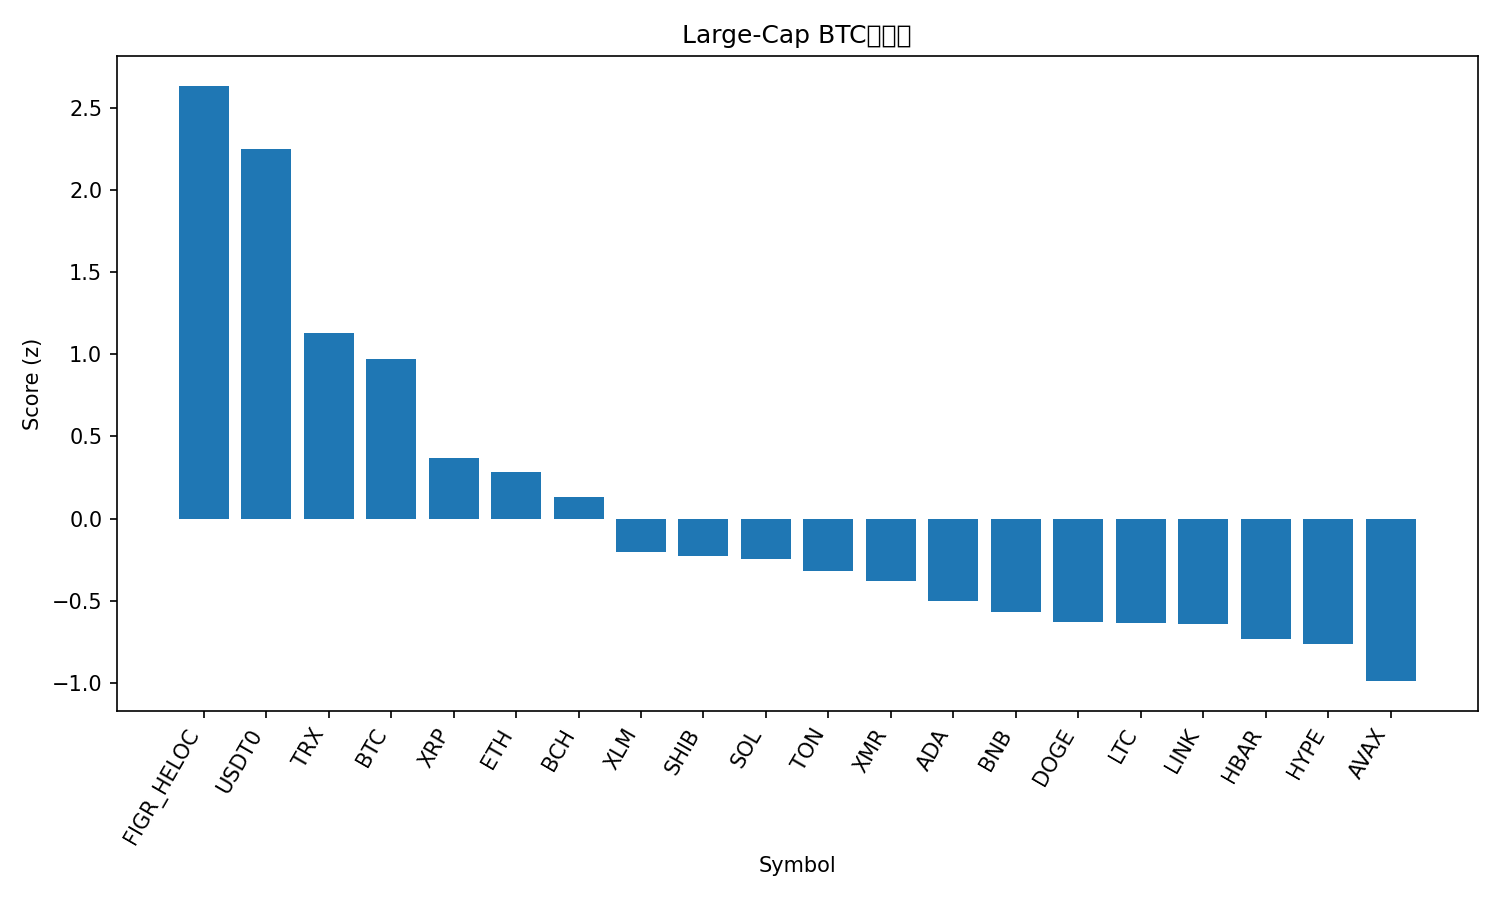 Large-Cap BTC
2.5
2.0
1.5
1.0
0.5
0.0
−0.5
−1.0
Score (z)
FIGR_HELOC
USDT0
TRX
BTC
XRP
ETH
BCH
XLM
SHIB
SOL
TON
XMR
ADA
BNB
DOGE
LTC
LINK
HBAR
HYPE
AVAX
Symbol